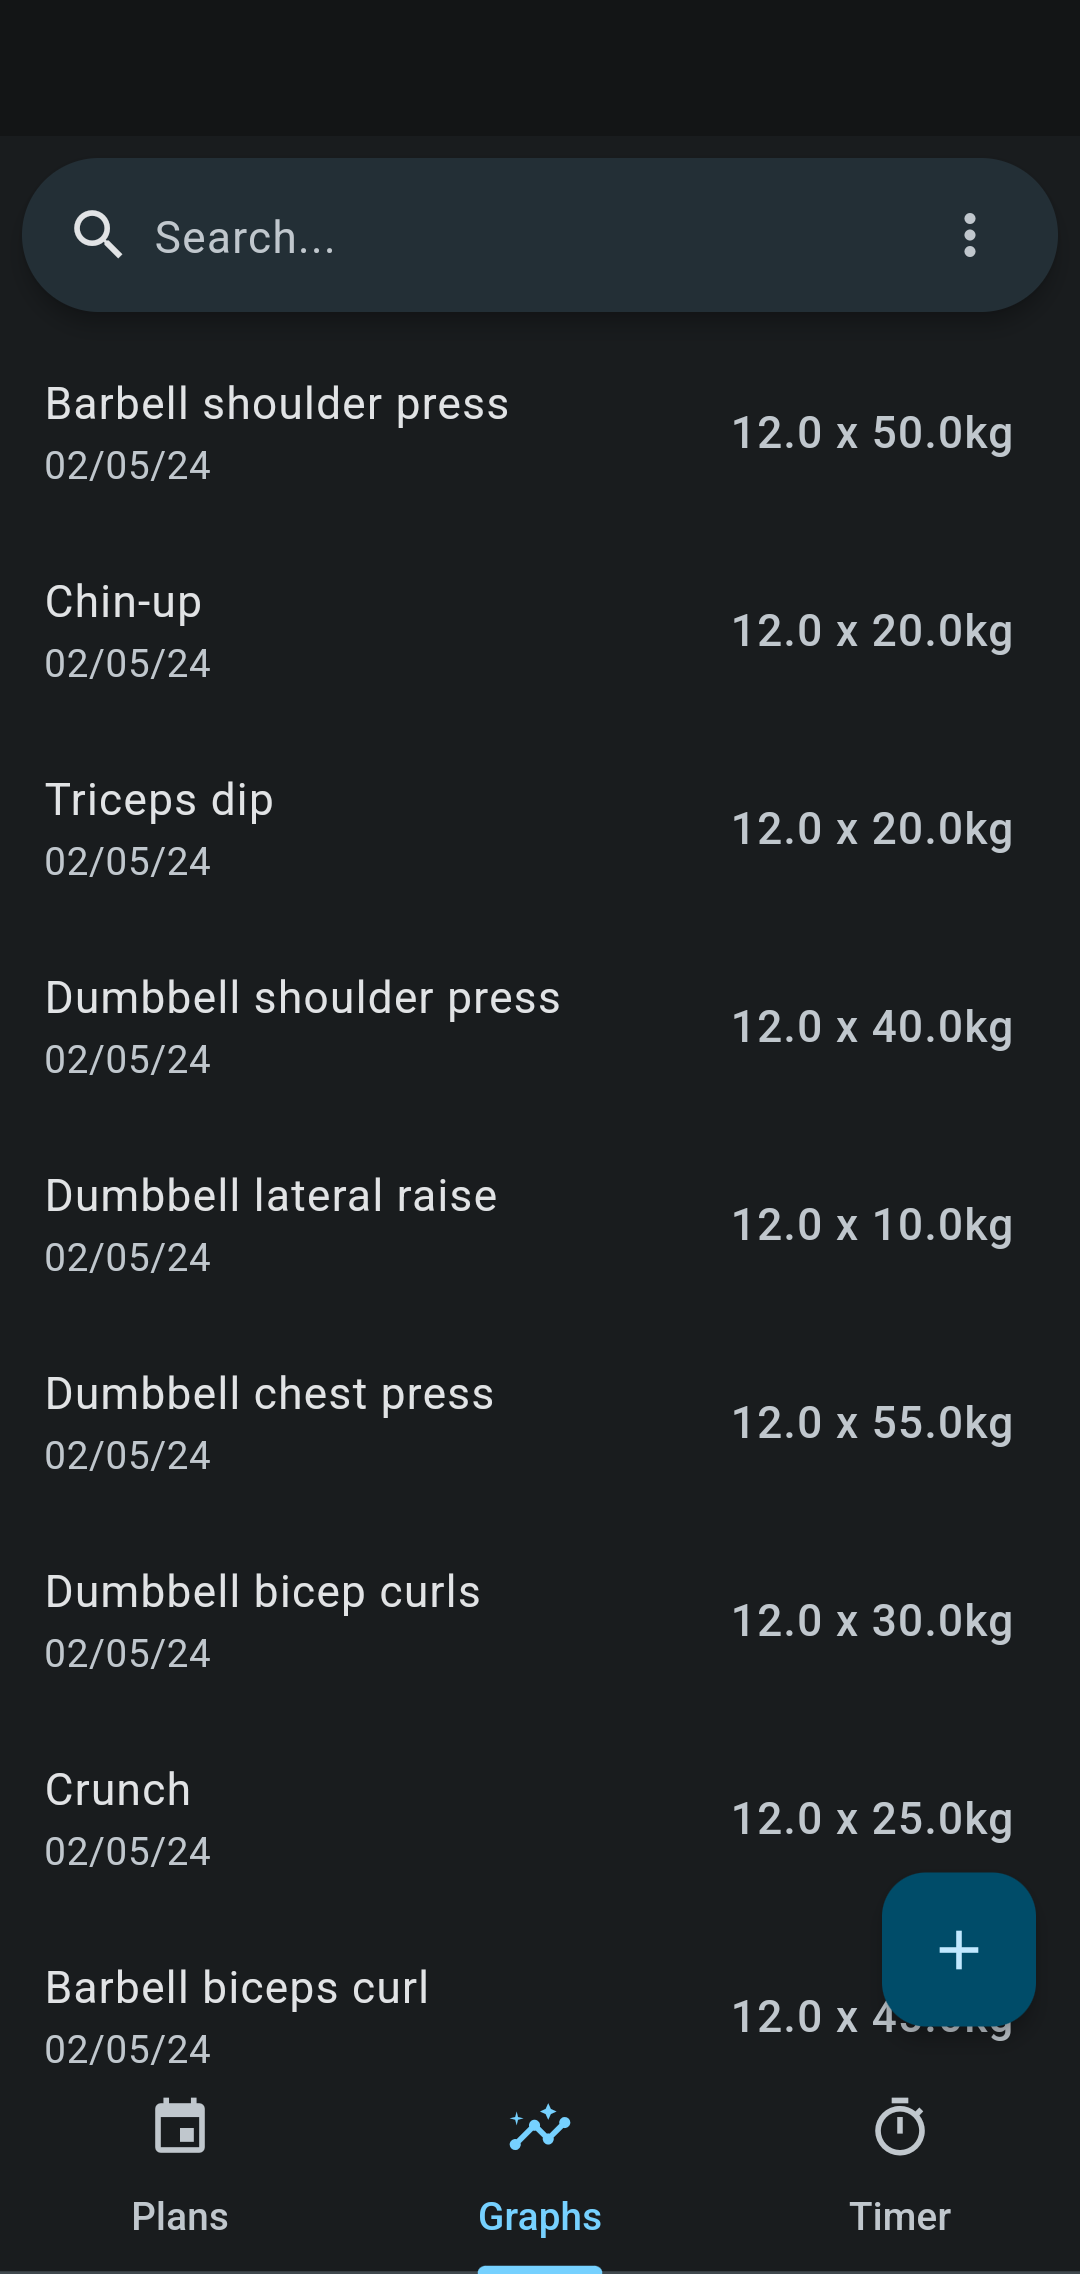 Search...
Barbell shoulder press
12.0 x 50.0kg
02/05/24
Chin-up
12.0 x 20.0kg
02/05/24
Triceps dip
12.0 x 20.0kg
02/05/24
Dumbbell shoulder press
12.0 x 40.0kg
02/05/24
Dumbbell lateral raise
12.0 x 10.0kg
02/05/24
Dumbbell chest press
12.0 x 55.0kg
02/05/24
Dumbbell bicep curls
12.0 x 30.0kg
02/05/24
Crunch
12.0 x 25.0kg
02/05/24
Barbell biceps curl
12.0 x
02/05/24
Plans
Graphs
Timer